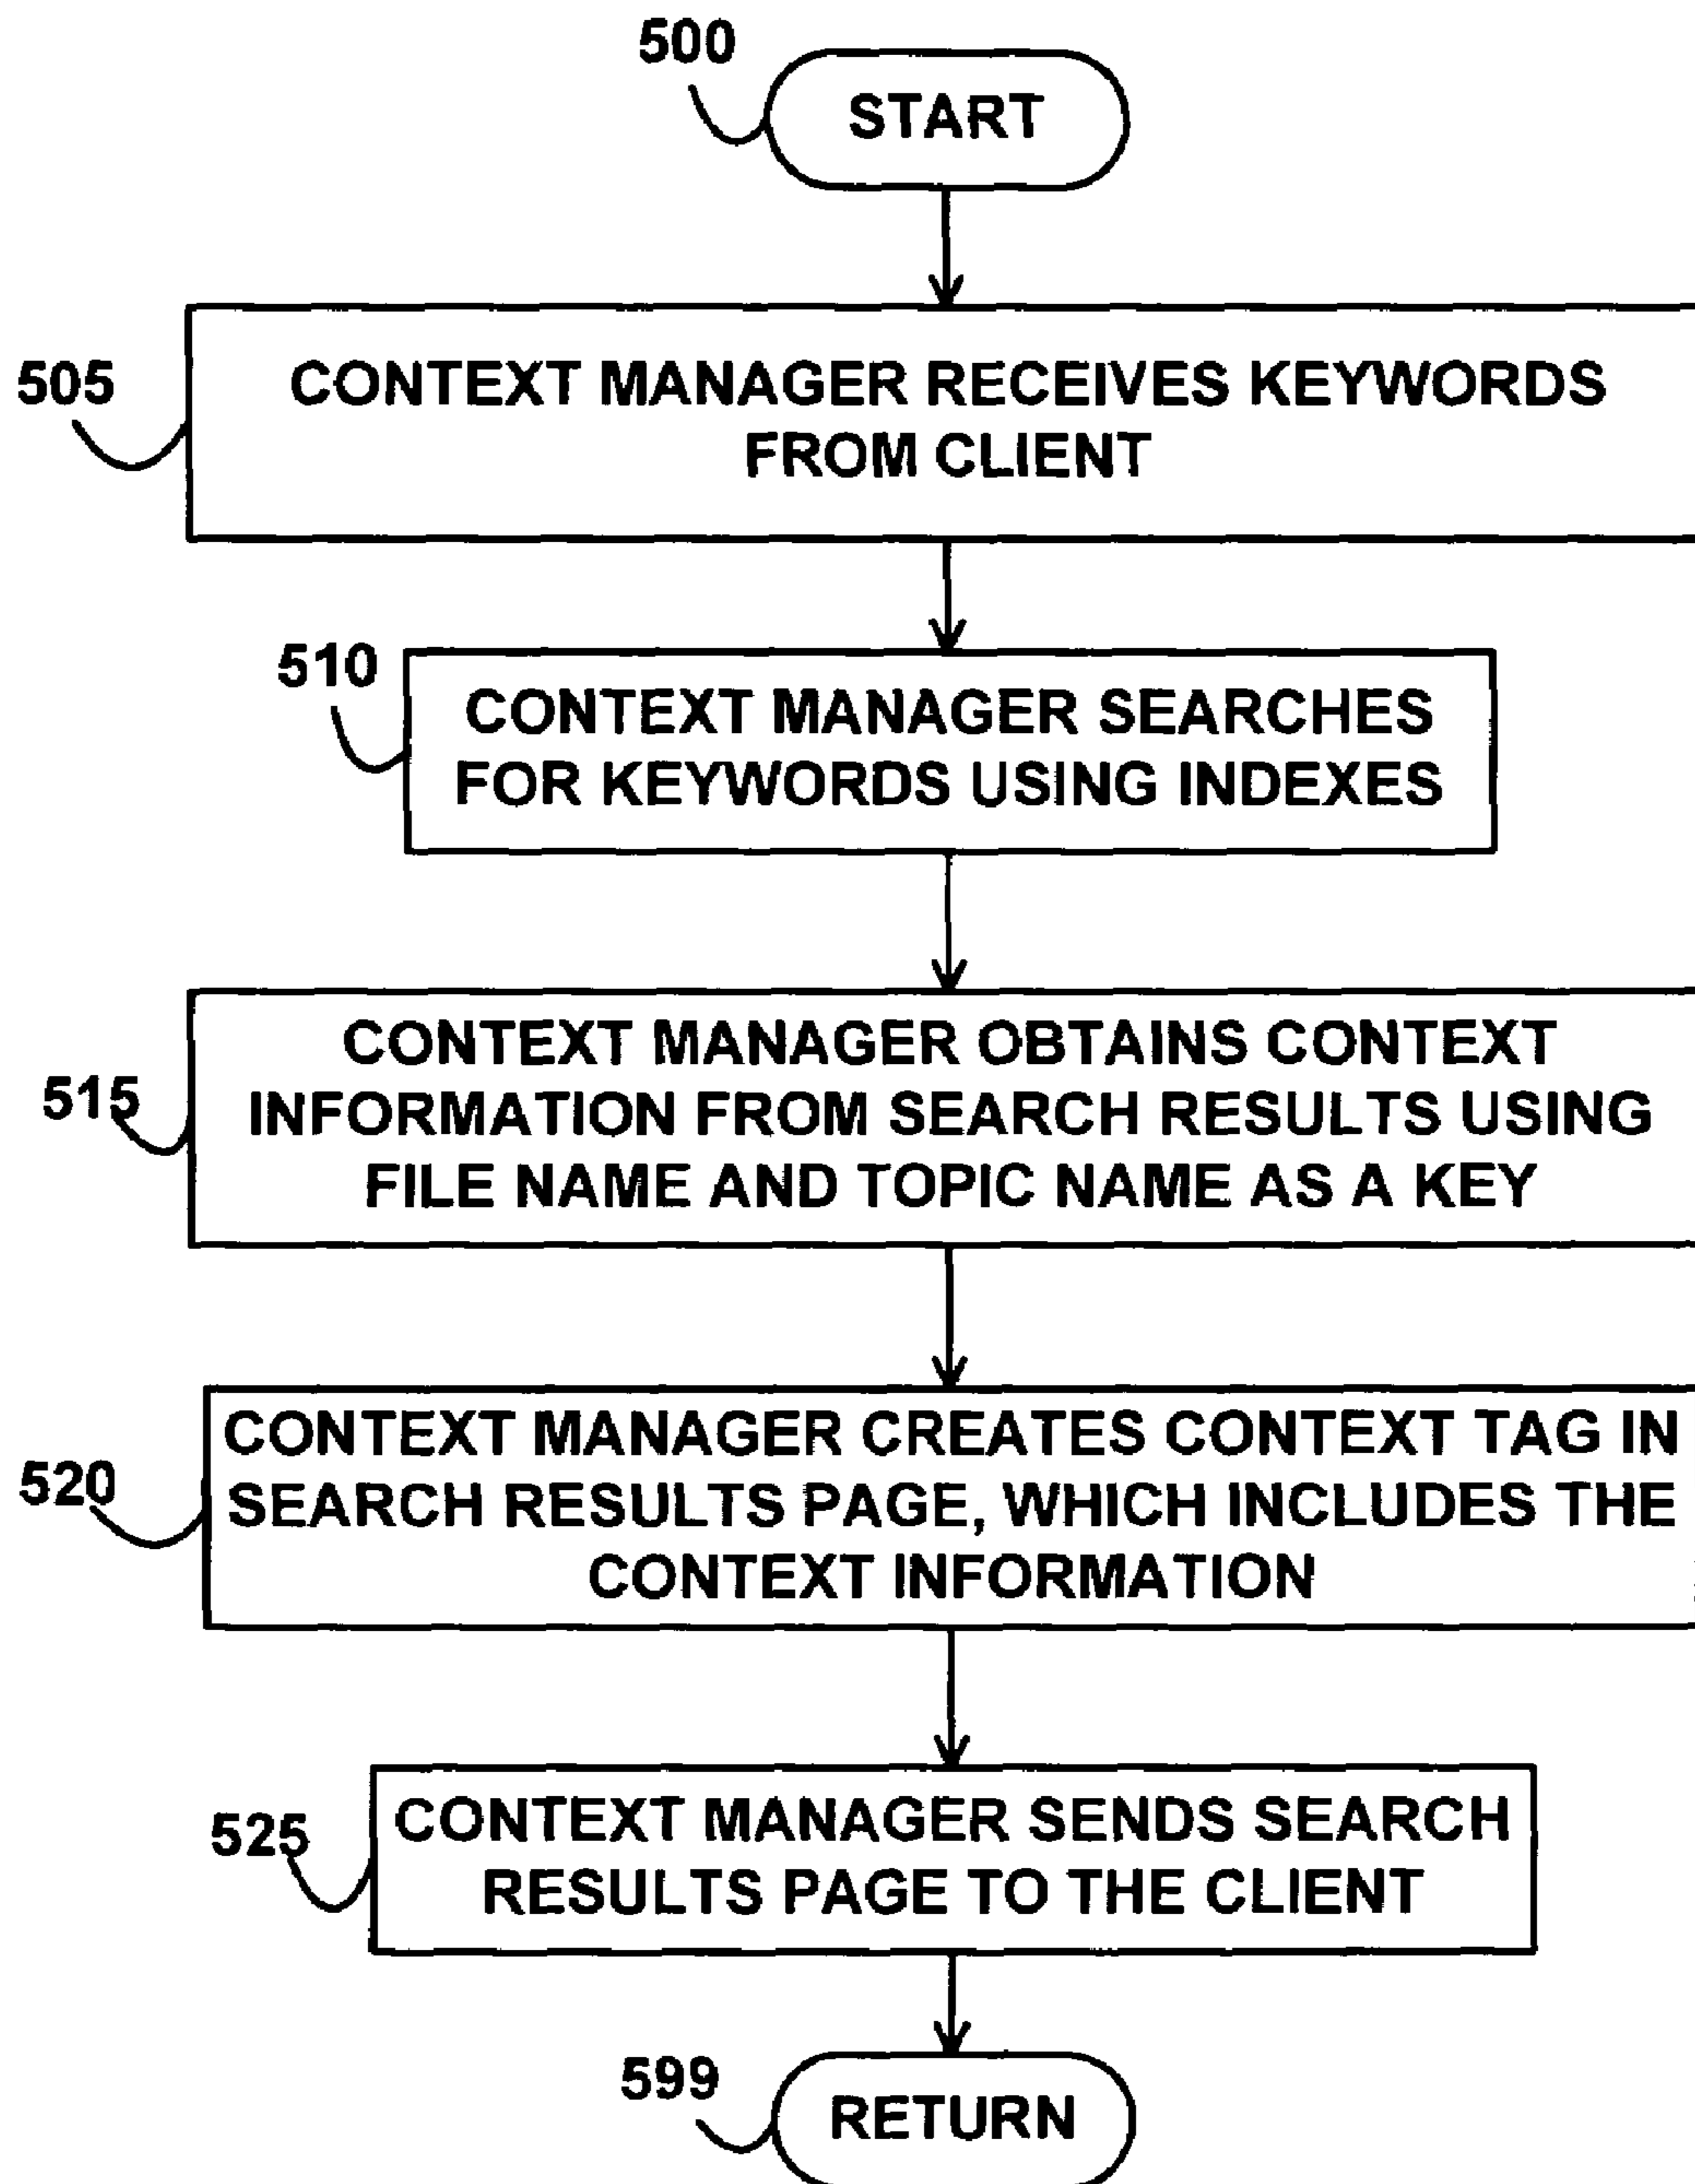 500
START
505
CONTEXT MANAGER RECEIVES KEYWORDS
FROM CLIENT
510
CONTEXT MANAGER SEARCHES
FOR KEYWORDS USING INDEXES
515
CONTEXT MANAGER OBTAINS CONTEXT
INFORMATION FROM SEARCH RESULTS USING
FILE NAME AND TOPIC NAME AS A KEY
520
CONTEXT MANAGER CREATES CONTEXT TAG IN
SEARCH RESULTS PAGE, WHICH INCLUDES THE
CONTEXT INFORMATION
525
CONTEXT MANAGER SENDS SEARCH
RESULTS PAGE TO THE CLIENT
599
RETURN